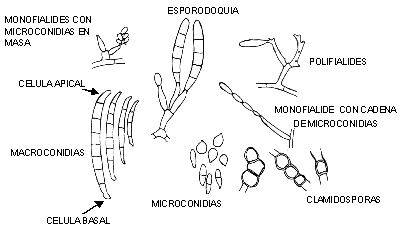 ESPORODOQUIA
MONOFIALIDES CON
MICROCONIDIAS EN
MASA
POLIFIALIDES
CELULA APICAL
MONOFIALIDE CON CADENA
DE MICROCONIDIAS
MACROCONIDIAS
MICROCONIDIAS
CLAMIDOSPORAS
CELULA BASAL